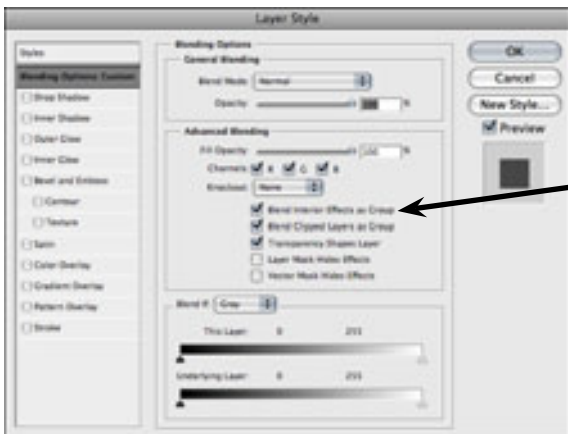 Layer Style
Styles
Blending Options: Custom
Drop Shadow
Inner Shadow
Outer Glow
Inner Glow
Bevel and Emboss
Contour
Texture
Satin
Color Overlay
Gradient Overlay
Pattern Overlay
Stroke
Blending Options
General Blending
Blend Mode: Normal
Opacity: %
Advanced Blending
Fill Opacity: 100 %
Channels: R G B
Knockout: None
Blend Interior Effects as Group
Blend Clipped Layers as Group
Transparency Shapes Layer
Layer Mask Hides Effects
Vector Mask Hides Effects
Blend If: Gray
This Layer: 0 255
Underlying Layer: 0 255
OK
Cancel
New Style...
Preview